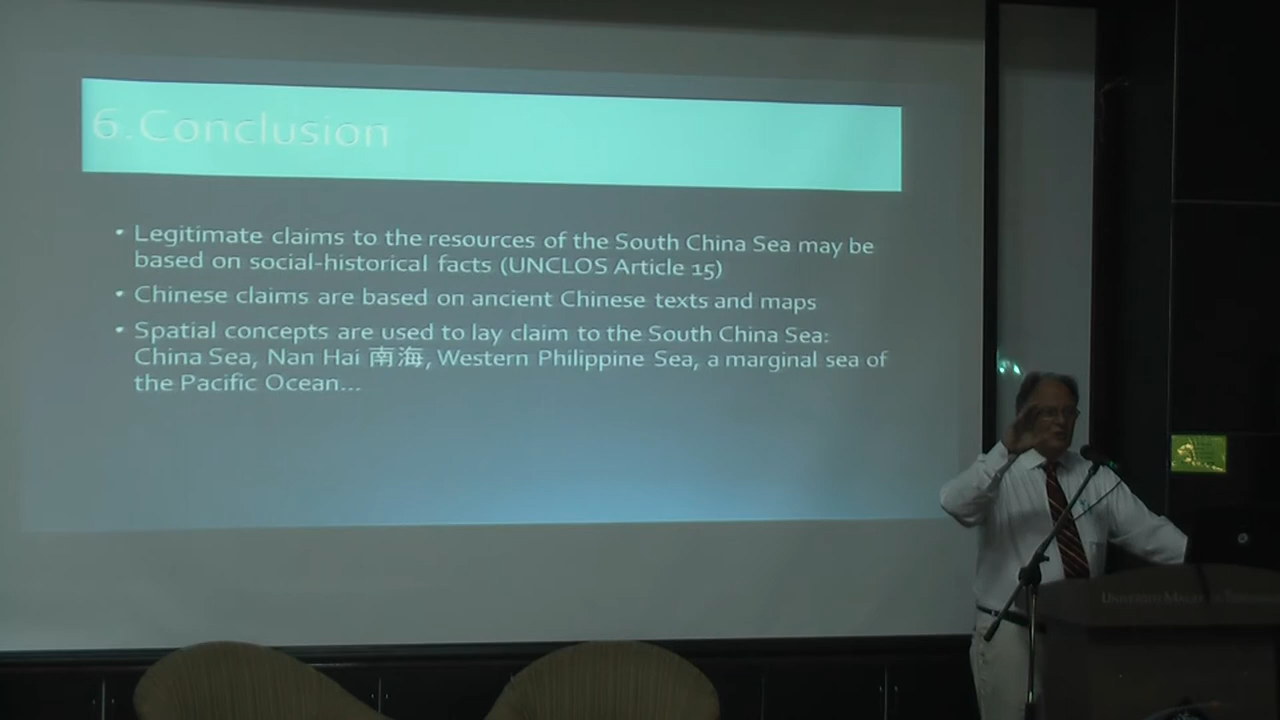 6.Conclusion
• Legitimate claims to the resources of the South China Sea may be
based on social-historical facts (UNCLOS Article 15)
• Chinese claims are based on ancient Chinese texts and maps
• Spatial concepts are used to lay claim to the South China Sea:
China Sea, Nan Hai 南海, Western Philippine Sea, a marginal sea of
the Pacific Ocean...